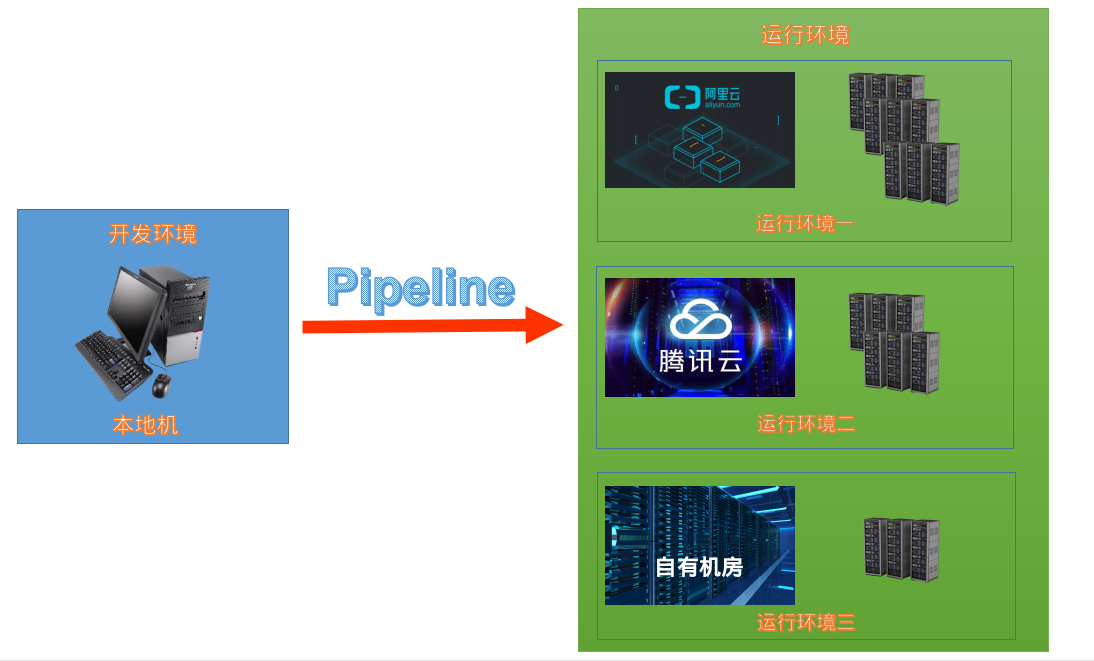 运行环境
阿里云
aliyun.com
运行环境一
开发环境
本地机
Pipeline
腾讯云
运行环境二
自有机房
运行环境三